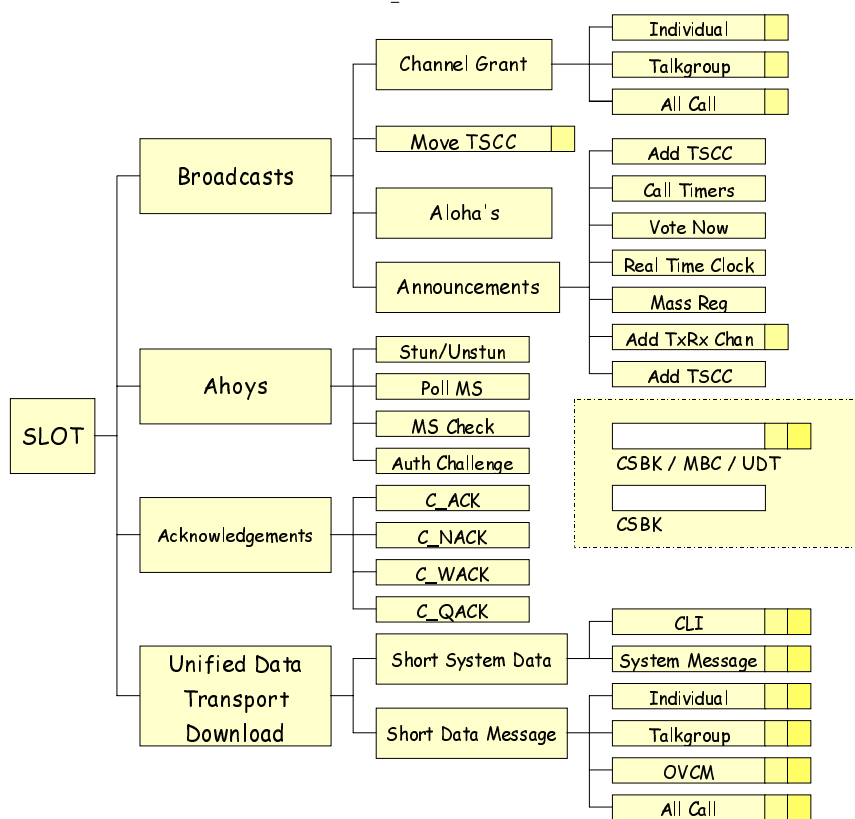 Individual
Channel Grant
Talkgroup
All Call
Move TSCC
Add TSCC
Broadcasts
Call Timers
Aloha's
Vote Now
Real Time Clock
Announcements
Mass Reg
Add TxRx Chan
Add TSCC
Stun/Unstun
Ahoys
Poll MS
MS Check
Auth Challenge
SLOT
CSBK / MBC / UDT
CSBK
C_ACK
Acknowledgements
C_NACK
C_WACK
C_QACK
Unified Data
Transport
Download
Short System Data
CLI
System Message
Short Data Message
Individual
Talkgroup
OVCM
All Call